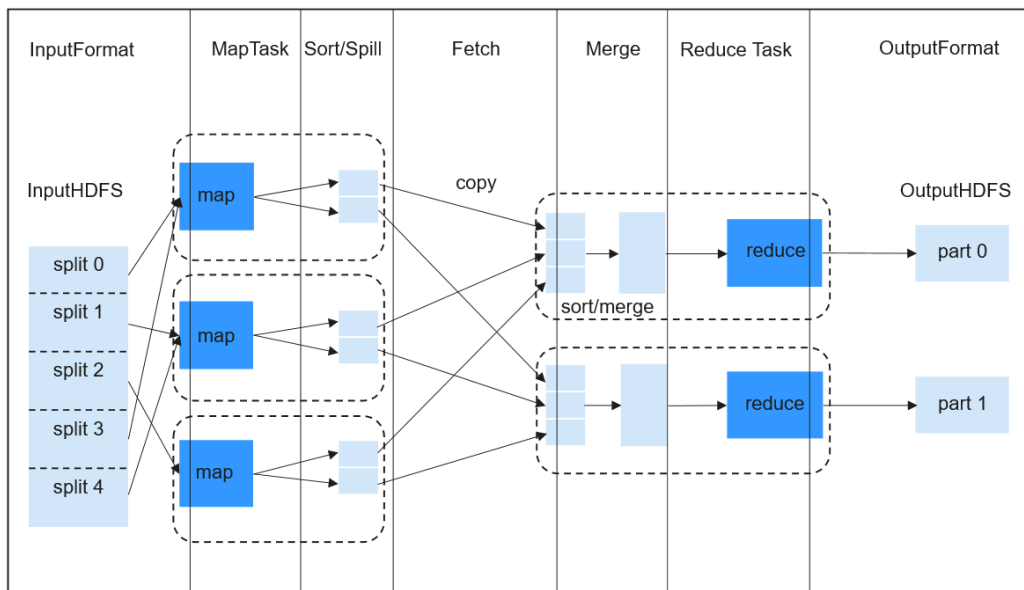 InputFormat
MapTask
Sort/Spill
Fetch
Merge
Reduce Task
OutputFormat
InputHDFS
split 0
split 1
split 2
split 3
split 4
map
map
map
copy
sort/merge
reduce
reduce
OutputHDFS
part 0
part 1